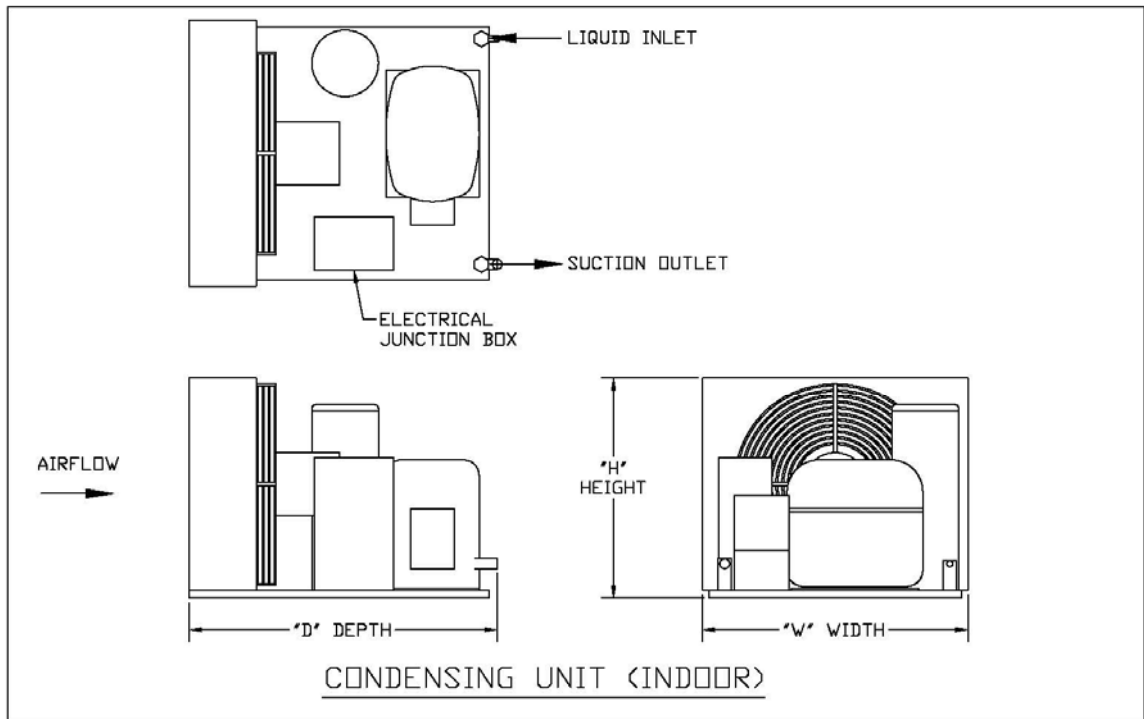 LIQUID INLET
SUCTION OUTLET
ELECTRICAL
JUNCTION BOX
AIRFLOW
"H"
HEIGHT
"D" DEPTH
"W" WIDTH
CONDENSING UNIT (INDOOR)